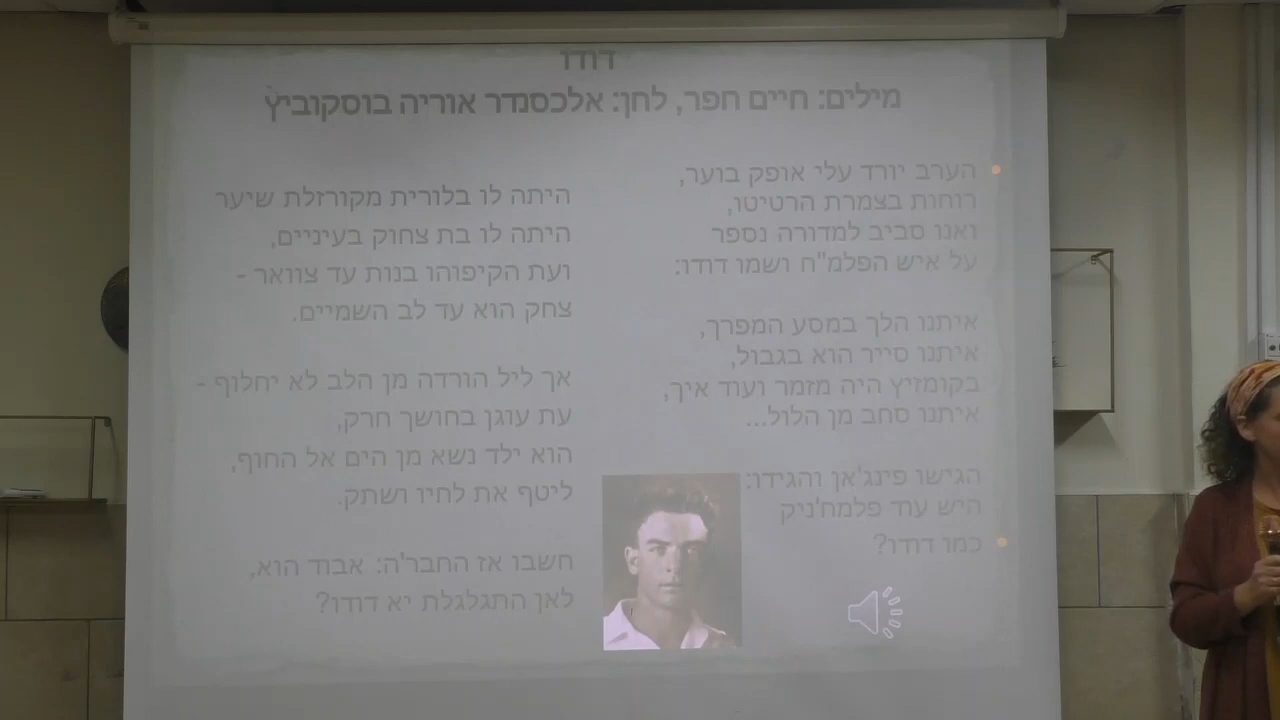 דודו
מילים: חיים חפר, לחן: אלכסנדר אוריה בוסקוביץ
הערב יורד עלי אופק בוער,
רוחות בצמרת הרטיטו,
ואנו סביב למדורה נספר
על איש הפלמ"ח ושמו דודו:
איתנו הלך במסע המפרך,
איתנו סייר הוא בגבול,
בקומזיץ היה מזמר ועוד איך,
איתנו סחב מן הלול...
הגישו פינג'אן והגידו:
היש עוד פלמח'ניק
כמו דודו?
היתה לו בלורית מקורזלת שיער
היתה לו בת צחוק בעיניים,
ועת הקיפוהו בנות עד צוואר -
צחק הוא עד לב השמיים.
אך ליל הורדה מן הלב לא יחלוף -
עת עוגן בחושך חרק,
הוא ילד נשא מן הים אל החוף,
ליטף את לחיו ושתק.
חשבו אז החבר'ה: אבוד הוא,
לאן התגלגלת יא דודו?